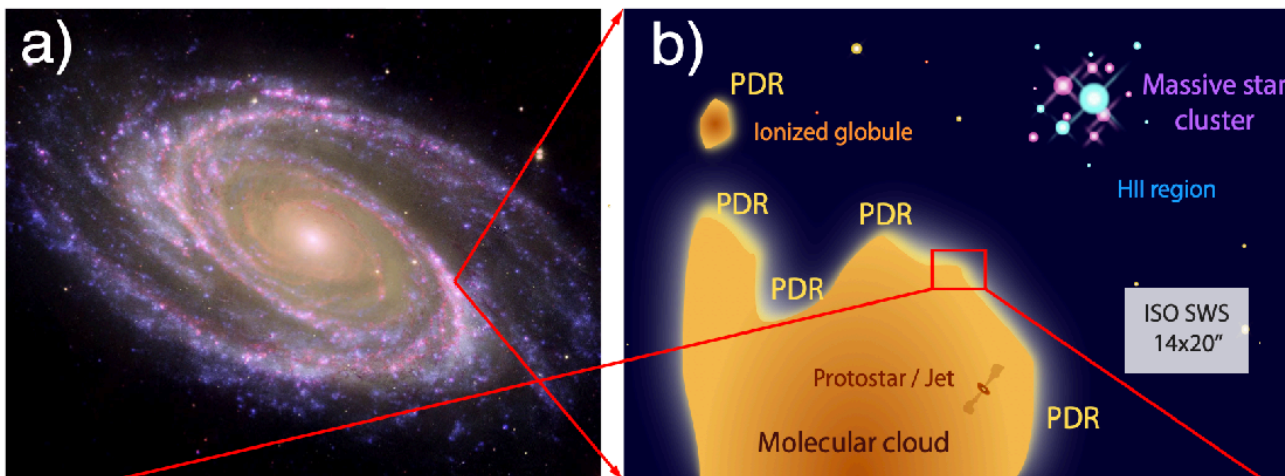 a)
b)
PDR
Ionized globule
Massive star
cluster
HII region
PDR
PDR
PDR
ISO SWS
14x20”
Protostar / Jet
PDR
Molecular cloud